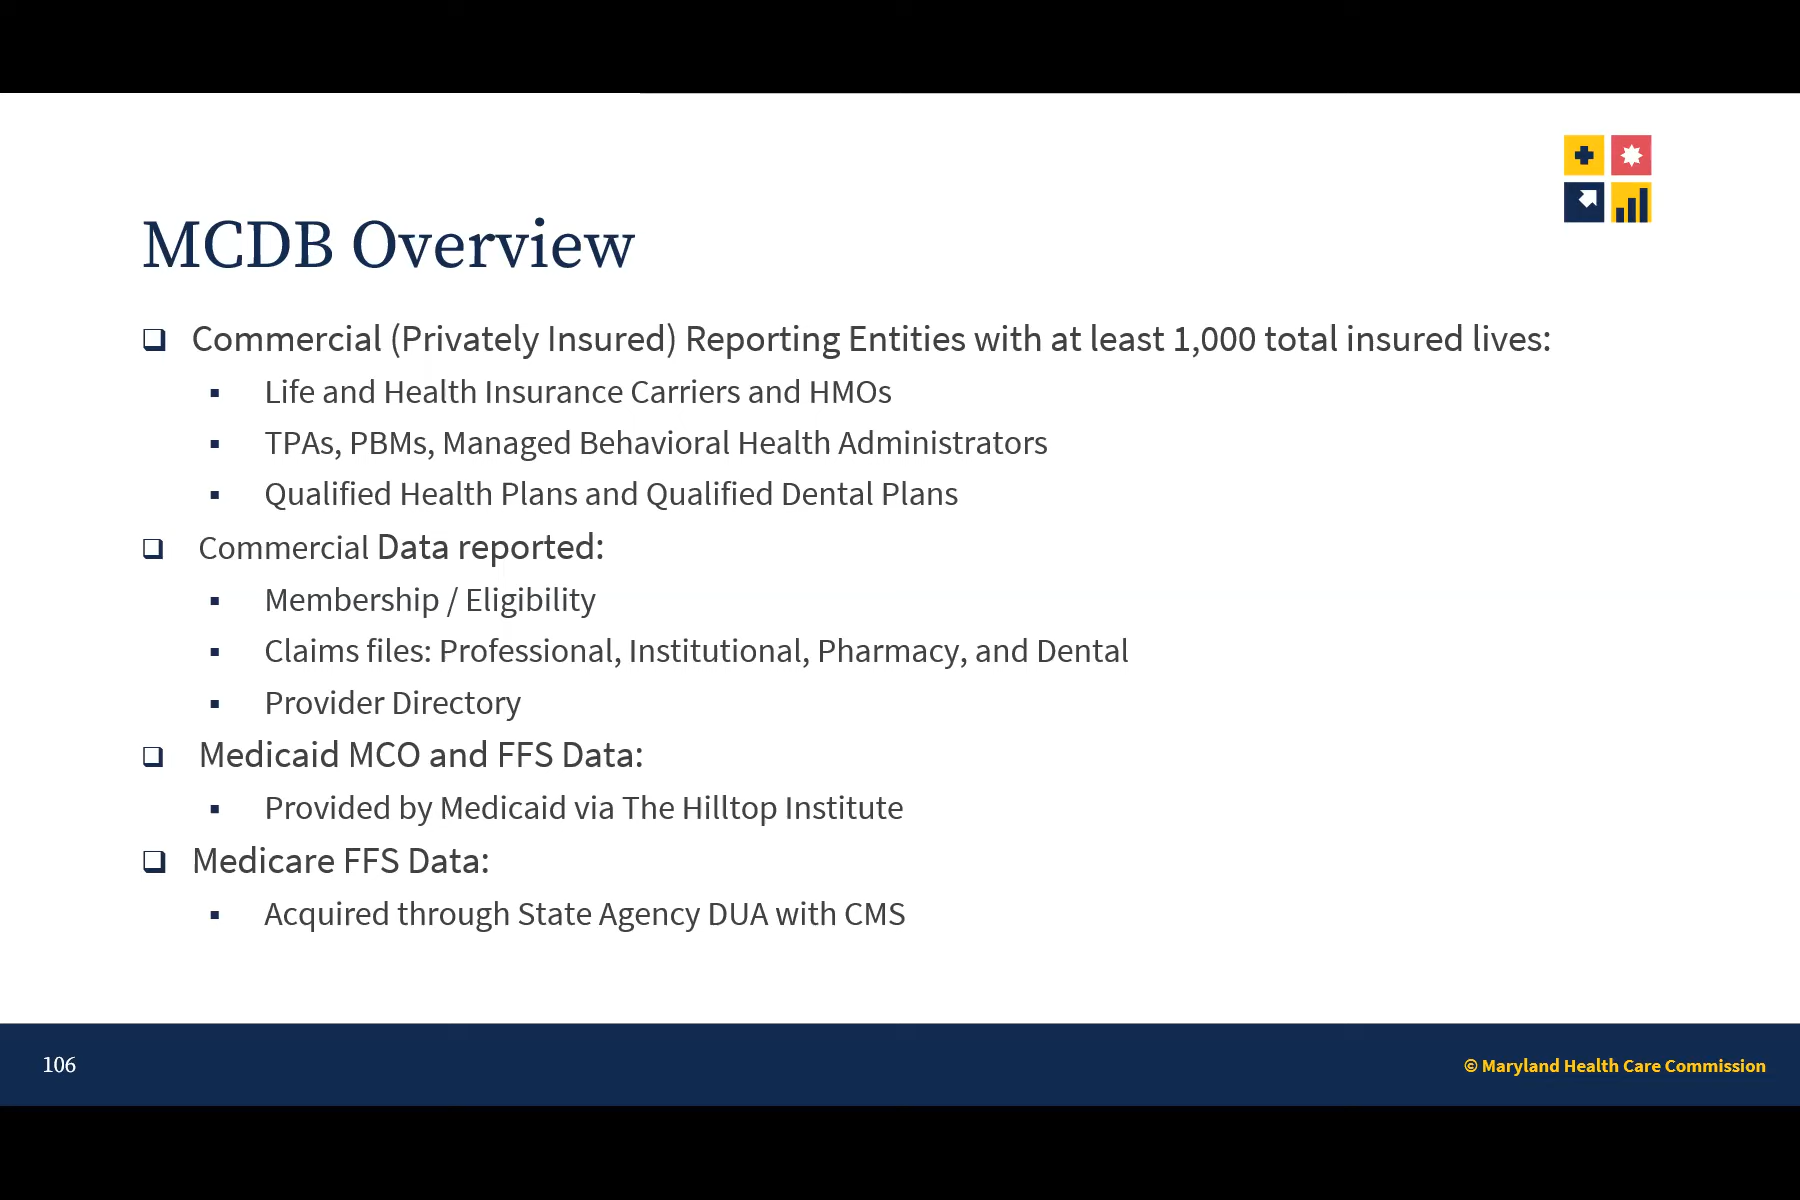 MCDB Overview
Commercial (Privately Insured) Reporting Entities with at least 1,000 total insured lives:
Life and Health Insurance Carriers and HMOs
TPAs, PBMs, Managed Behavioral Health Administrators
Qualified Health Plans and Qualified Dental Plans
Commercial Data reported:
Membership / Eligibility
Claims files: Professional, Institutional, Pharmacy, and Dental
Provider Directory
Medicaid MCO and FFS Data:
Provided by Medicaid via The Hilltop Institute
Medicare FFS Data:
Acquired through State Agency DUA with CMS
106
© Maryland Health Care Commission